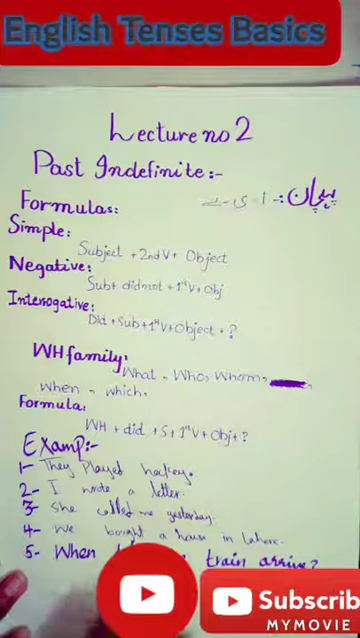 English Tenses Basics
Lecture no 2
Past Indefinite:-
پہچان:- ا - ی - ے
Formulas:
Simple:
Subject + 2nd V + Object
Negative:
Sub + did not + 1st V + Obj
Interrogative:
Did + Sub + 1st V + Object + ?
WH family:
What, Who, Whom,
When, which.
Formula:
WH + did + S + 1st V + Obj + ?
Examp:-
1- They Played hockey.
2- I wrote a letter.
3- She called me yesterday.
4- We bought a house in Lahore.
5- When train arrive?
Subscrib
MYMOVIE